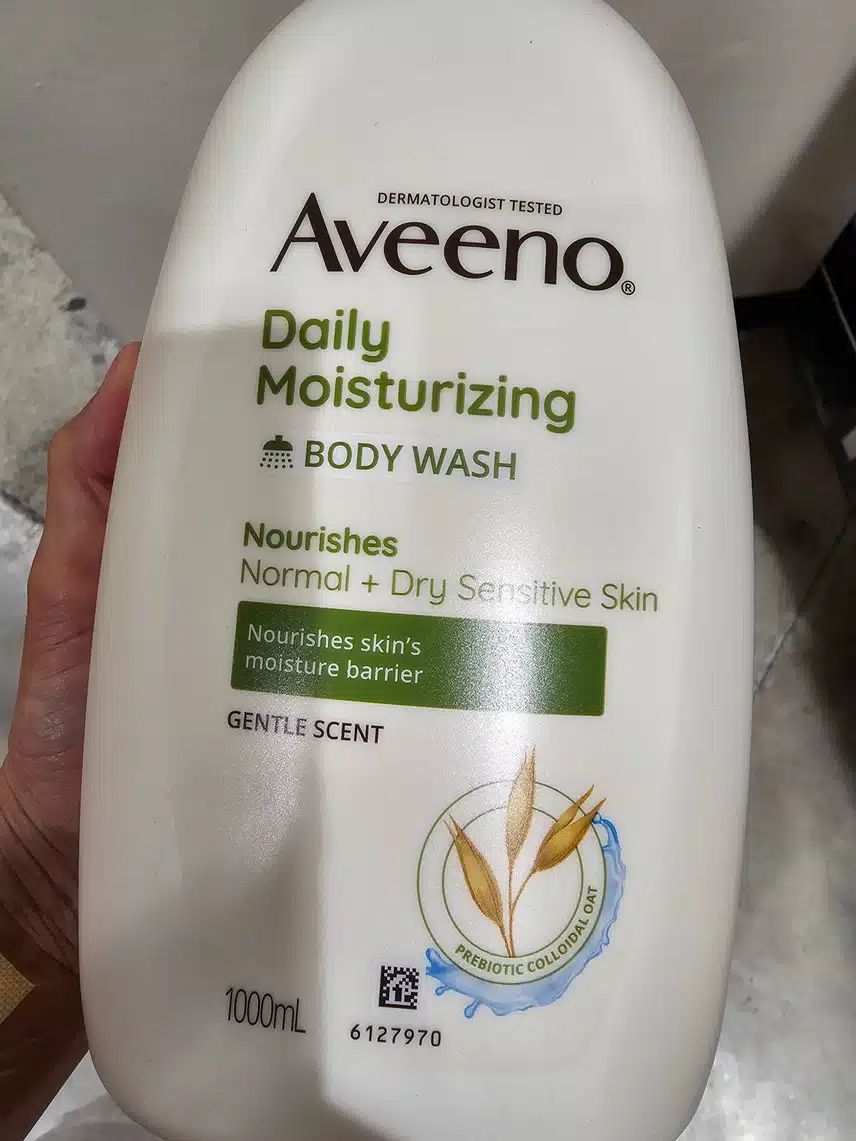 DERMATOLOGIST TESTED
Aveeno®
Daily
Moisturizing
BODY WASH
Nourishes
Normal + Dry Sensitive Skin
Nourishes skin's
moisture barrier
GENTLE SCENT
PREBIOTIC COLLOIDAL OAT
1000mL
6127970